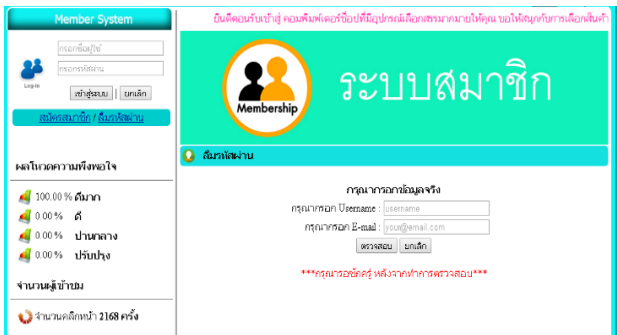 Member System
กรอกชื่อผู้ใช้
กรอกรหัสผ่าน
Log-in
เข้าสู่ระบบ | ยกเลิก
สมัครสมาชิก / ลืมรหัสผ่าน
ผลโหวดความพึงพอใจ
100.00 % ดีมาก
0.00 % ดี
0.00 % ปานกลาง
0.00 % ปรับปรุง
จำนวนผู้เข้าชม
จำนวนคลิกหน้า 2168 ครั้ง
ยินดีตอนรับเข้าสู่ คอมพิมพ์เตอร์ช็อปที่มีอุปกรณ์เลือกสรรมากมายให้คุณ ขอให้สนุกกับการเลือกสินค้า
Membership
ระบบสมาชิก
ลืมรหัสผ่าน
กรุณากรอกข้อมูลจริง
กรุณากรอก Username : username
กรุณากรอก E-mail : your@email.com
ตรวจสอบ ยกเลิก
***กรุณารอซักครู่ หลังจากทำการตรวจสอบ***